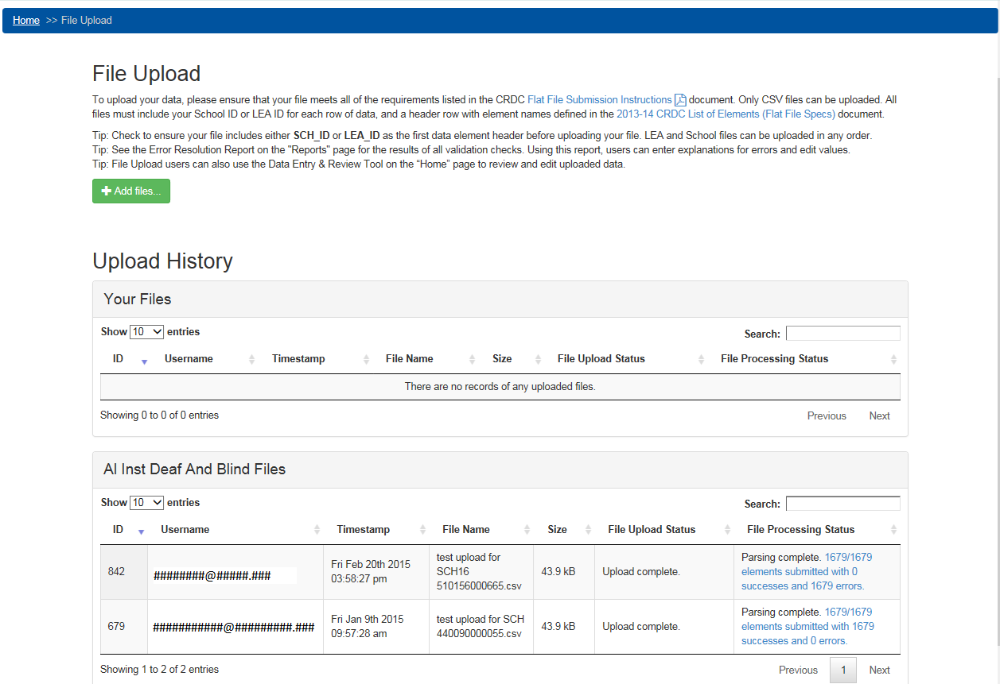 Home >> File Upload
File Upload
To upload your data, please ensure that your file meets all of the requirements listed in the CRDC Flat File Submission Instructions document. Only CSV files can be uploaded. All
files must include your School ID or LEA ID for each row of data, and a header row with element names defined in the 2013-14 CRDC List of Elements (Flat File Specs) document.
Tip: Check to ensure your file includes either SCH_ID or LEA_ID as the first data element header before uploading your file. LEA and School files can be uploaded in any order.
Tip: See the Error Resolution Report on the "Reports" page for the results of all validation checks. Using this report, users can enter explanations for errors and edit values.
Tip: File Upload users can also use the Data Entry & Review Tool on the “Home” page to review and edit uploaded data.
Add files...
Upload History
Your Files
Show 10 entries Search:
ID Username Timestamp File Name Size File Upload Status File Processing Status
There are no records of any uploaded files.
Showing 0 to 0 of 0 entries Previous Next
Al Inst Deaf And Blind Files
Show 10 entries Search:
ID Username Timestamp File Name Size File Upload Status File Processing Status
842 ########@#####.### Fri Feb 20th 2015 03:58:27 pm test upload for SCH16 510156000665.csv 43.9 kB Upload complete. Parsing complete. 1679/1679 elements submitted with 0 successes and 1679 errors.
679 ###########@#########.### Fri Jan 9th 2015 09:57:28 am test upload for SCH 440090000055.csv 43.9 kB Upload complete. Parsing complete. 1679/1679 elements submitted with 1679 successes and 0 errors.
Showing 1 to 2 of 2 entries Previous 1 Next